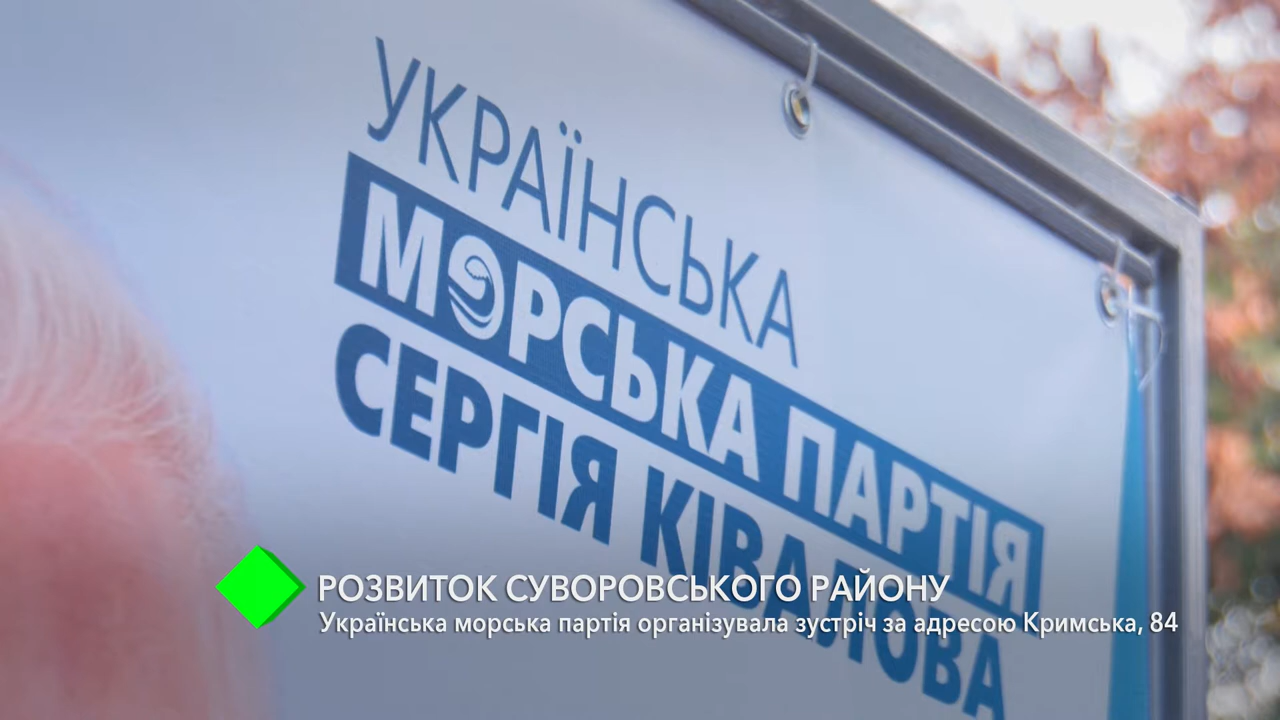 УКРАЇНСЬКА
МОРСЬКА ПАРТІЯ
СЕРГІЯ КІВАЛОВА
РОЗВИТОК СУВОРОВСЬКОГО РАЙОНУ
Українська морська партія організувала зустріч за адресою Кримська, 84